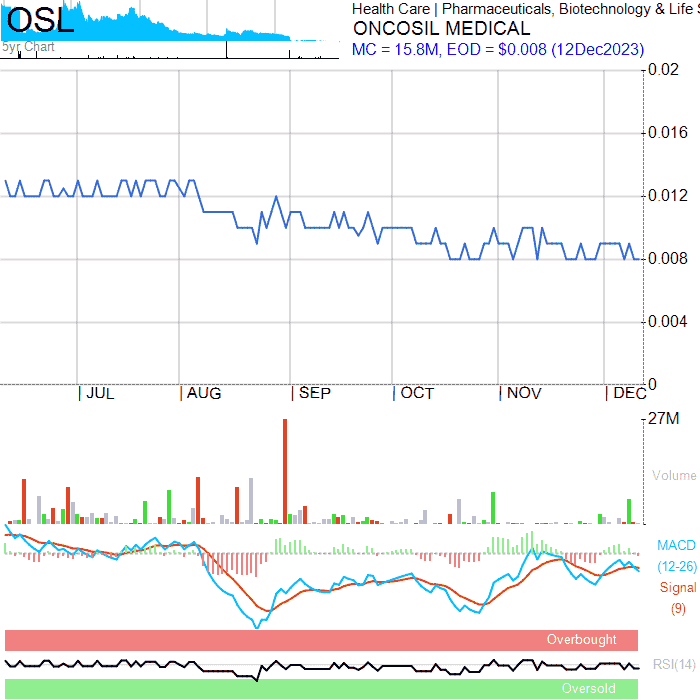 OSL
5yr Chart
Health Care | Pharmaceuticals, Biotechnology & Life S
ONCOSIL MEDICAL
MC = 15.8M, EOD = $0.008 (12Dec2023)
0.02
0.016
0.012
0.008
0.004
0
| JUL | AUG | SEP | OCT | NOV | DEC
27M
Volume
MACD
(12-26)
Signal
(9)
Overbought
RSI(14)
Oversold